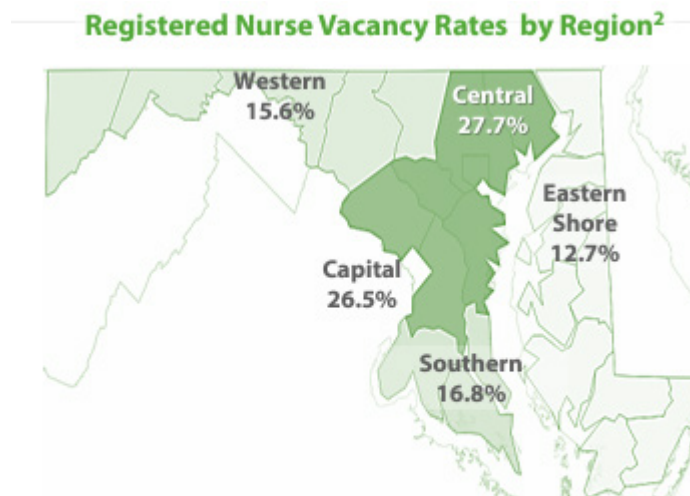 Registered Nurse Vacancy Rates by Region²
Western
15.6%
Central
27.7%
Eastern
Shore
12.7%
Capital
26.5%
Southern
16.8%